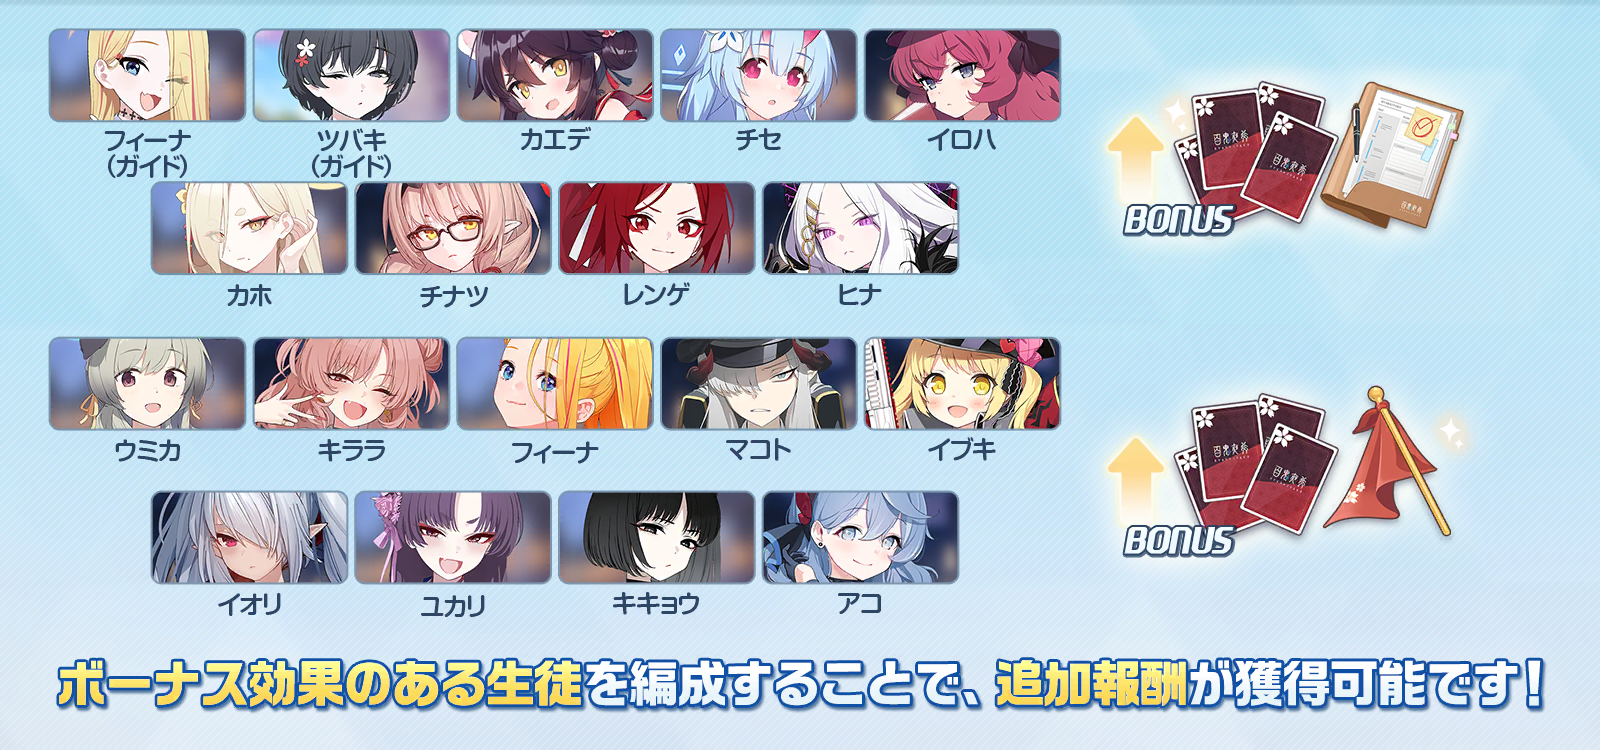 フィーナ
（ガイド）
ツバキ
（ガイド）
カエデ
チセ
イロハ
カホ
チナツ
レンゲ
ヒナ
BONUS
ウミカ
キララ
フィーナ
マコト
イブキ
イオリ
ユカリ
キキョウ
アコ
BONUS
ボーナス効果のある生徒を編成することで、追加報酬が獲得可能です！